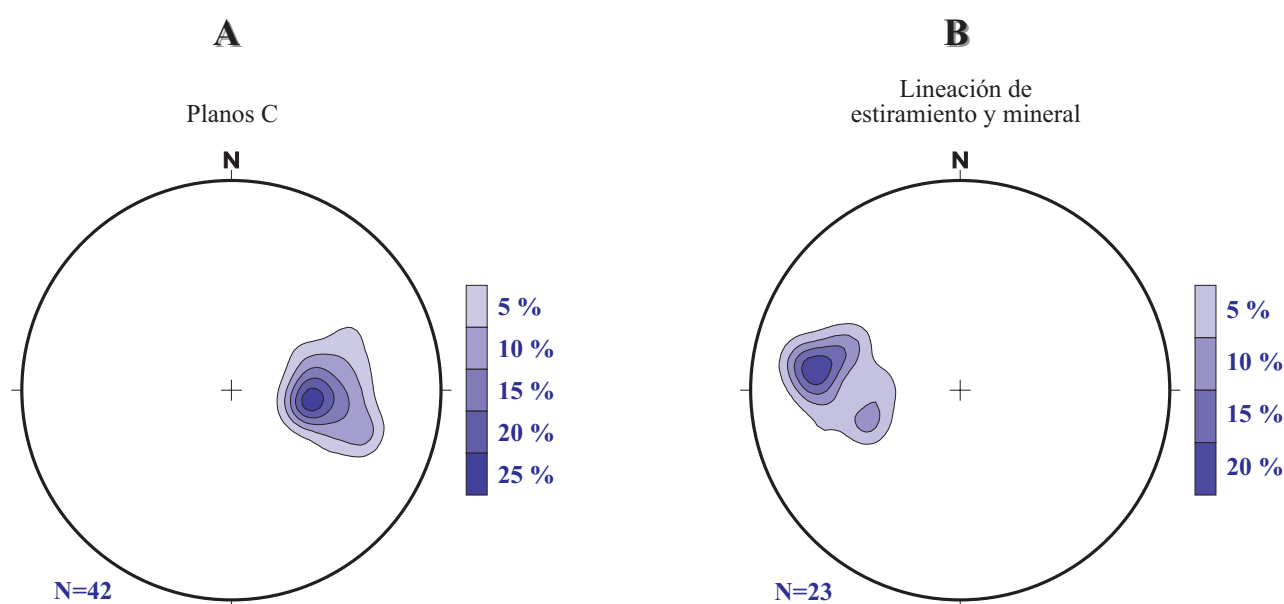 A
Planos C
N
5 %
10 %
15 %
20 %
25 %
N=42
B
Lineación de
estiramiento y mineral
N
5 %
10 %
15 %
20 %
N=23